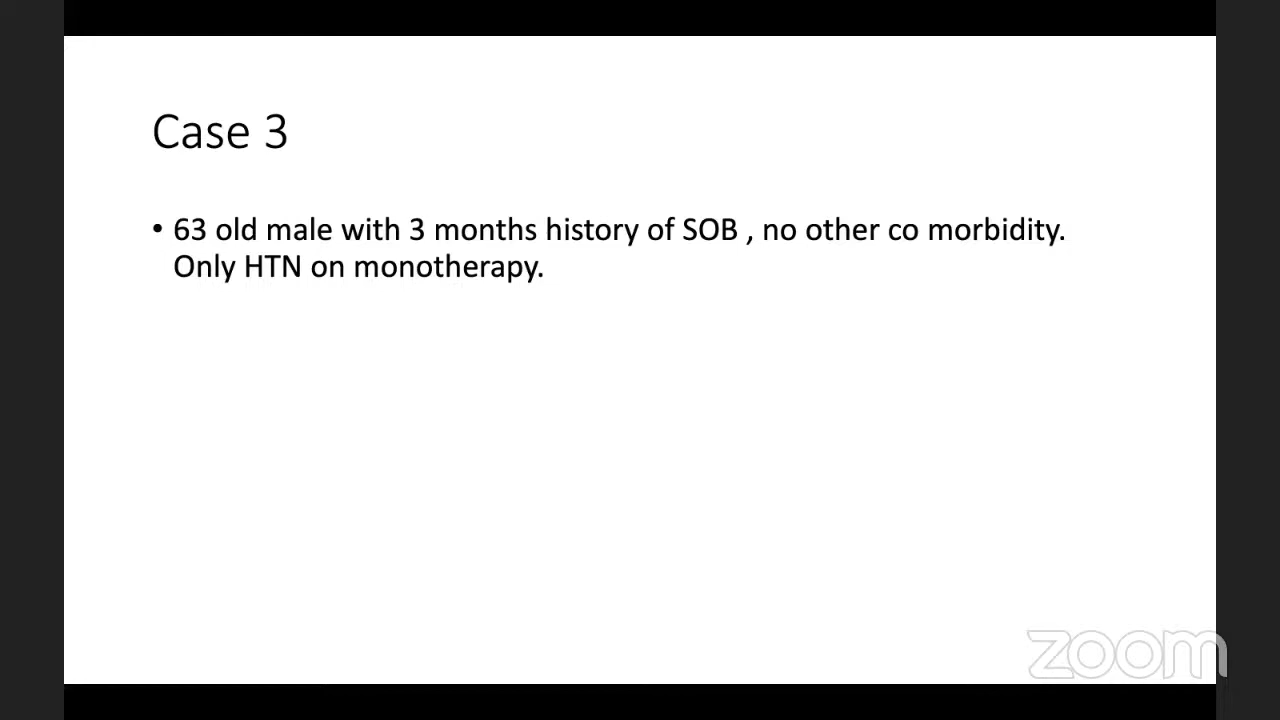 Case 3
• 63 old male with 3 months history of SOB , no other co morbidity.
Only HTN on monotherapy.
zoom